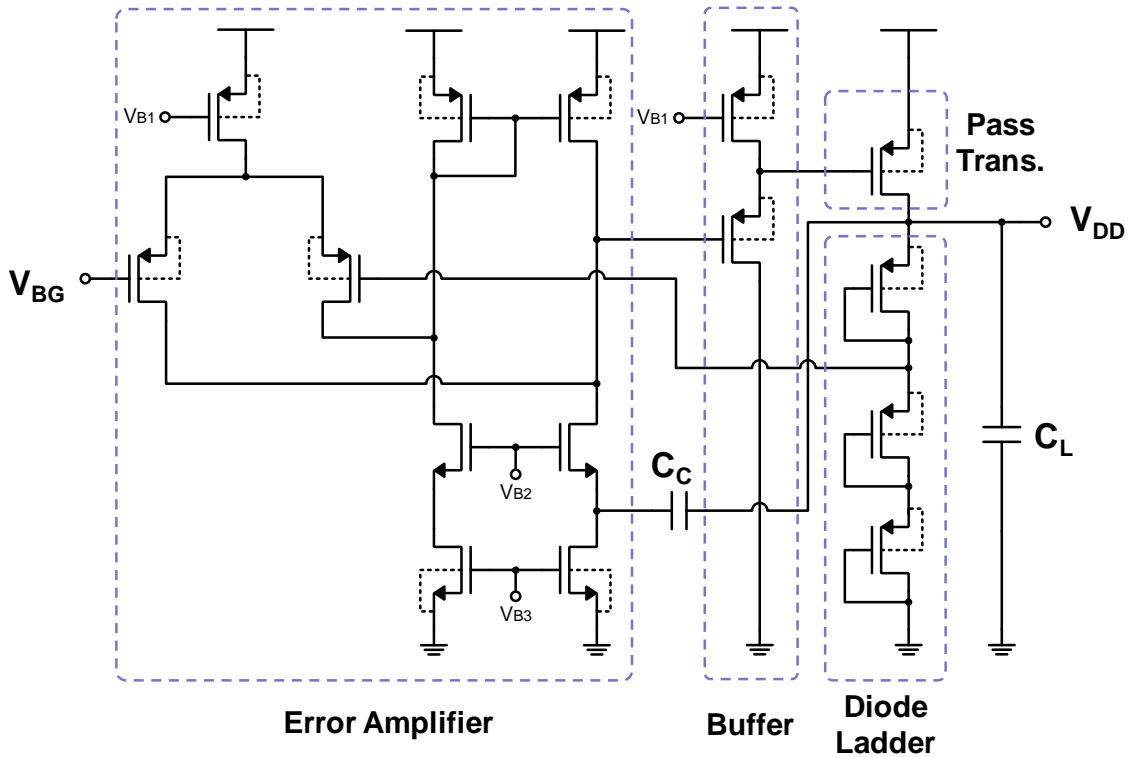 VB1
VB1
Pass
Trans.
VBG
VDD
VB2
CC
CL
VB3
Error Amplifier
Buffer
Diode
Ladder